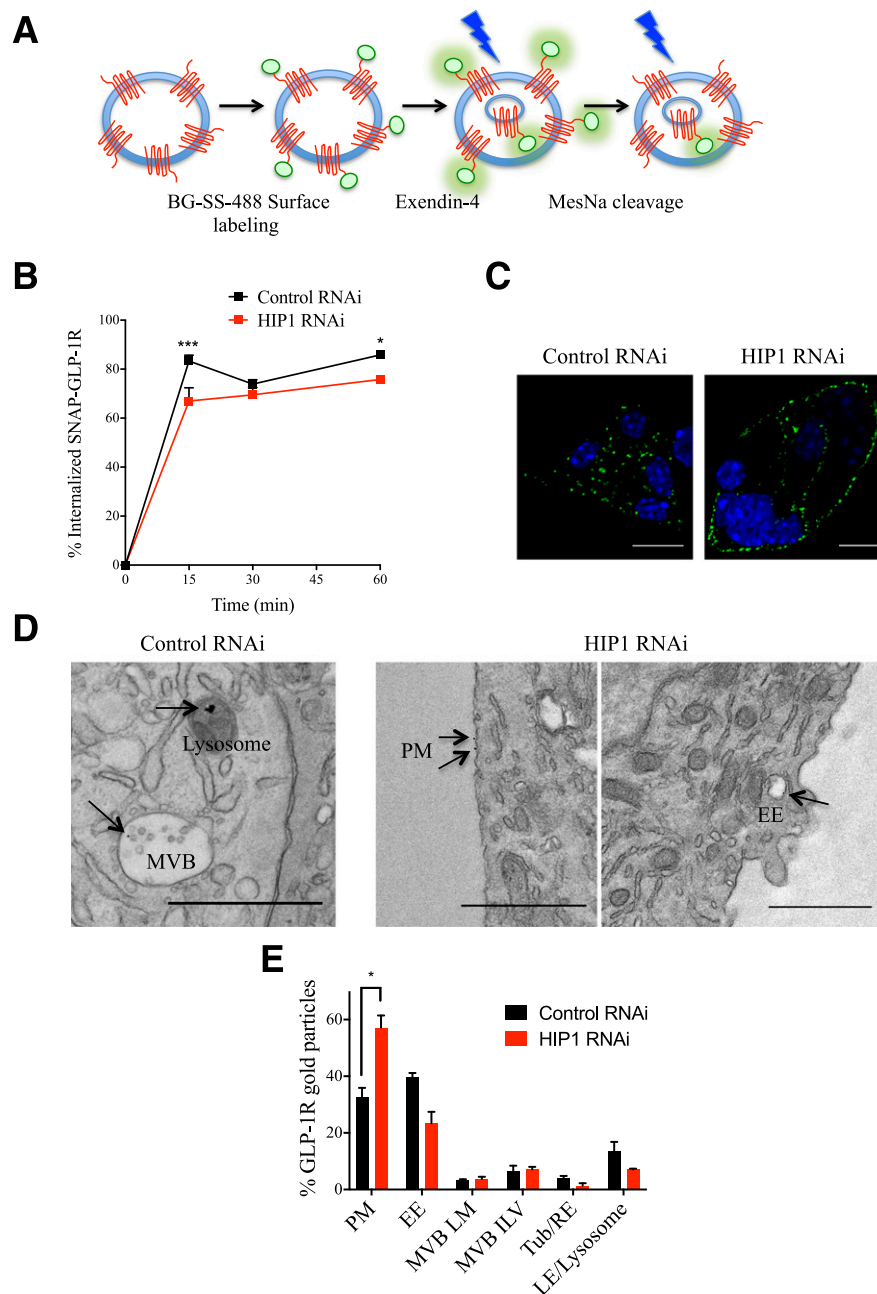 A
BG-SS-488 Surface
labeling
Exendin-4
MesNa cleavage
B
Control RNAi
HIP1 RNAi
% Internalized SNAP-GLP-1R
100
80
60
40
20
0
***
*
0
15
30
45
60
Time (min)
C
Control RNAi
HIP1 RNAi
D
Control RNAi
HIP1 RNAi
Lysosome
MVB
PM
EE
E
% GLP-1R gold particles
60
40
20
0
*
Control RNAi
HIP1 RNAi
PM
EE
MVB LM
MVB ILV
Tub/RE
LE/Lysosome